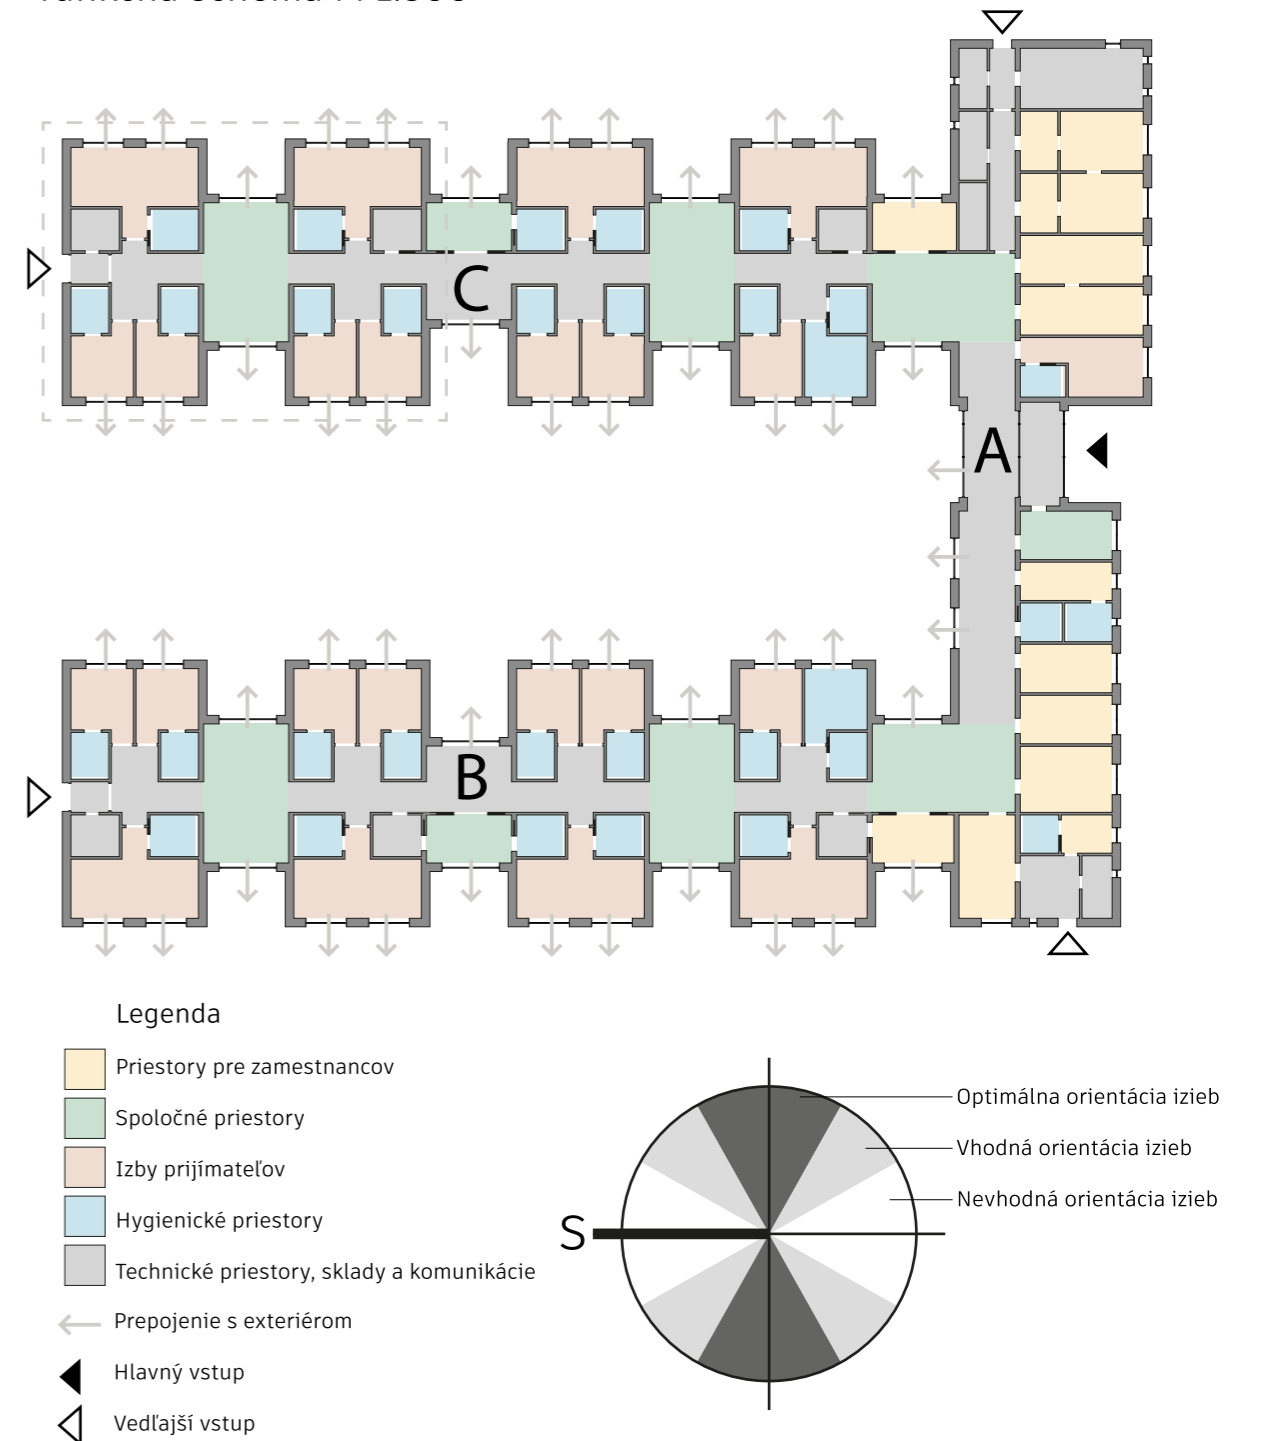 C
A
B
Legenda
Priestory pre zamestnancov
Spoločné priestory
Izby prijímateľov
Hygienické priestory
Technické priestory, sklady a komunikácie
Prepojenie s exteriérom
Hlavný vstup
Vedľajší vstup
Optimálna orientácia izieb
Vhodná orientácia izieb
Nevhodná orientácia izieb
S